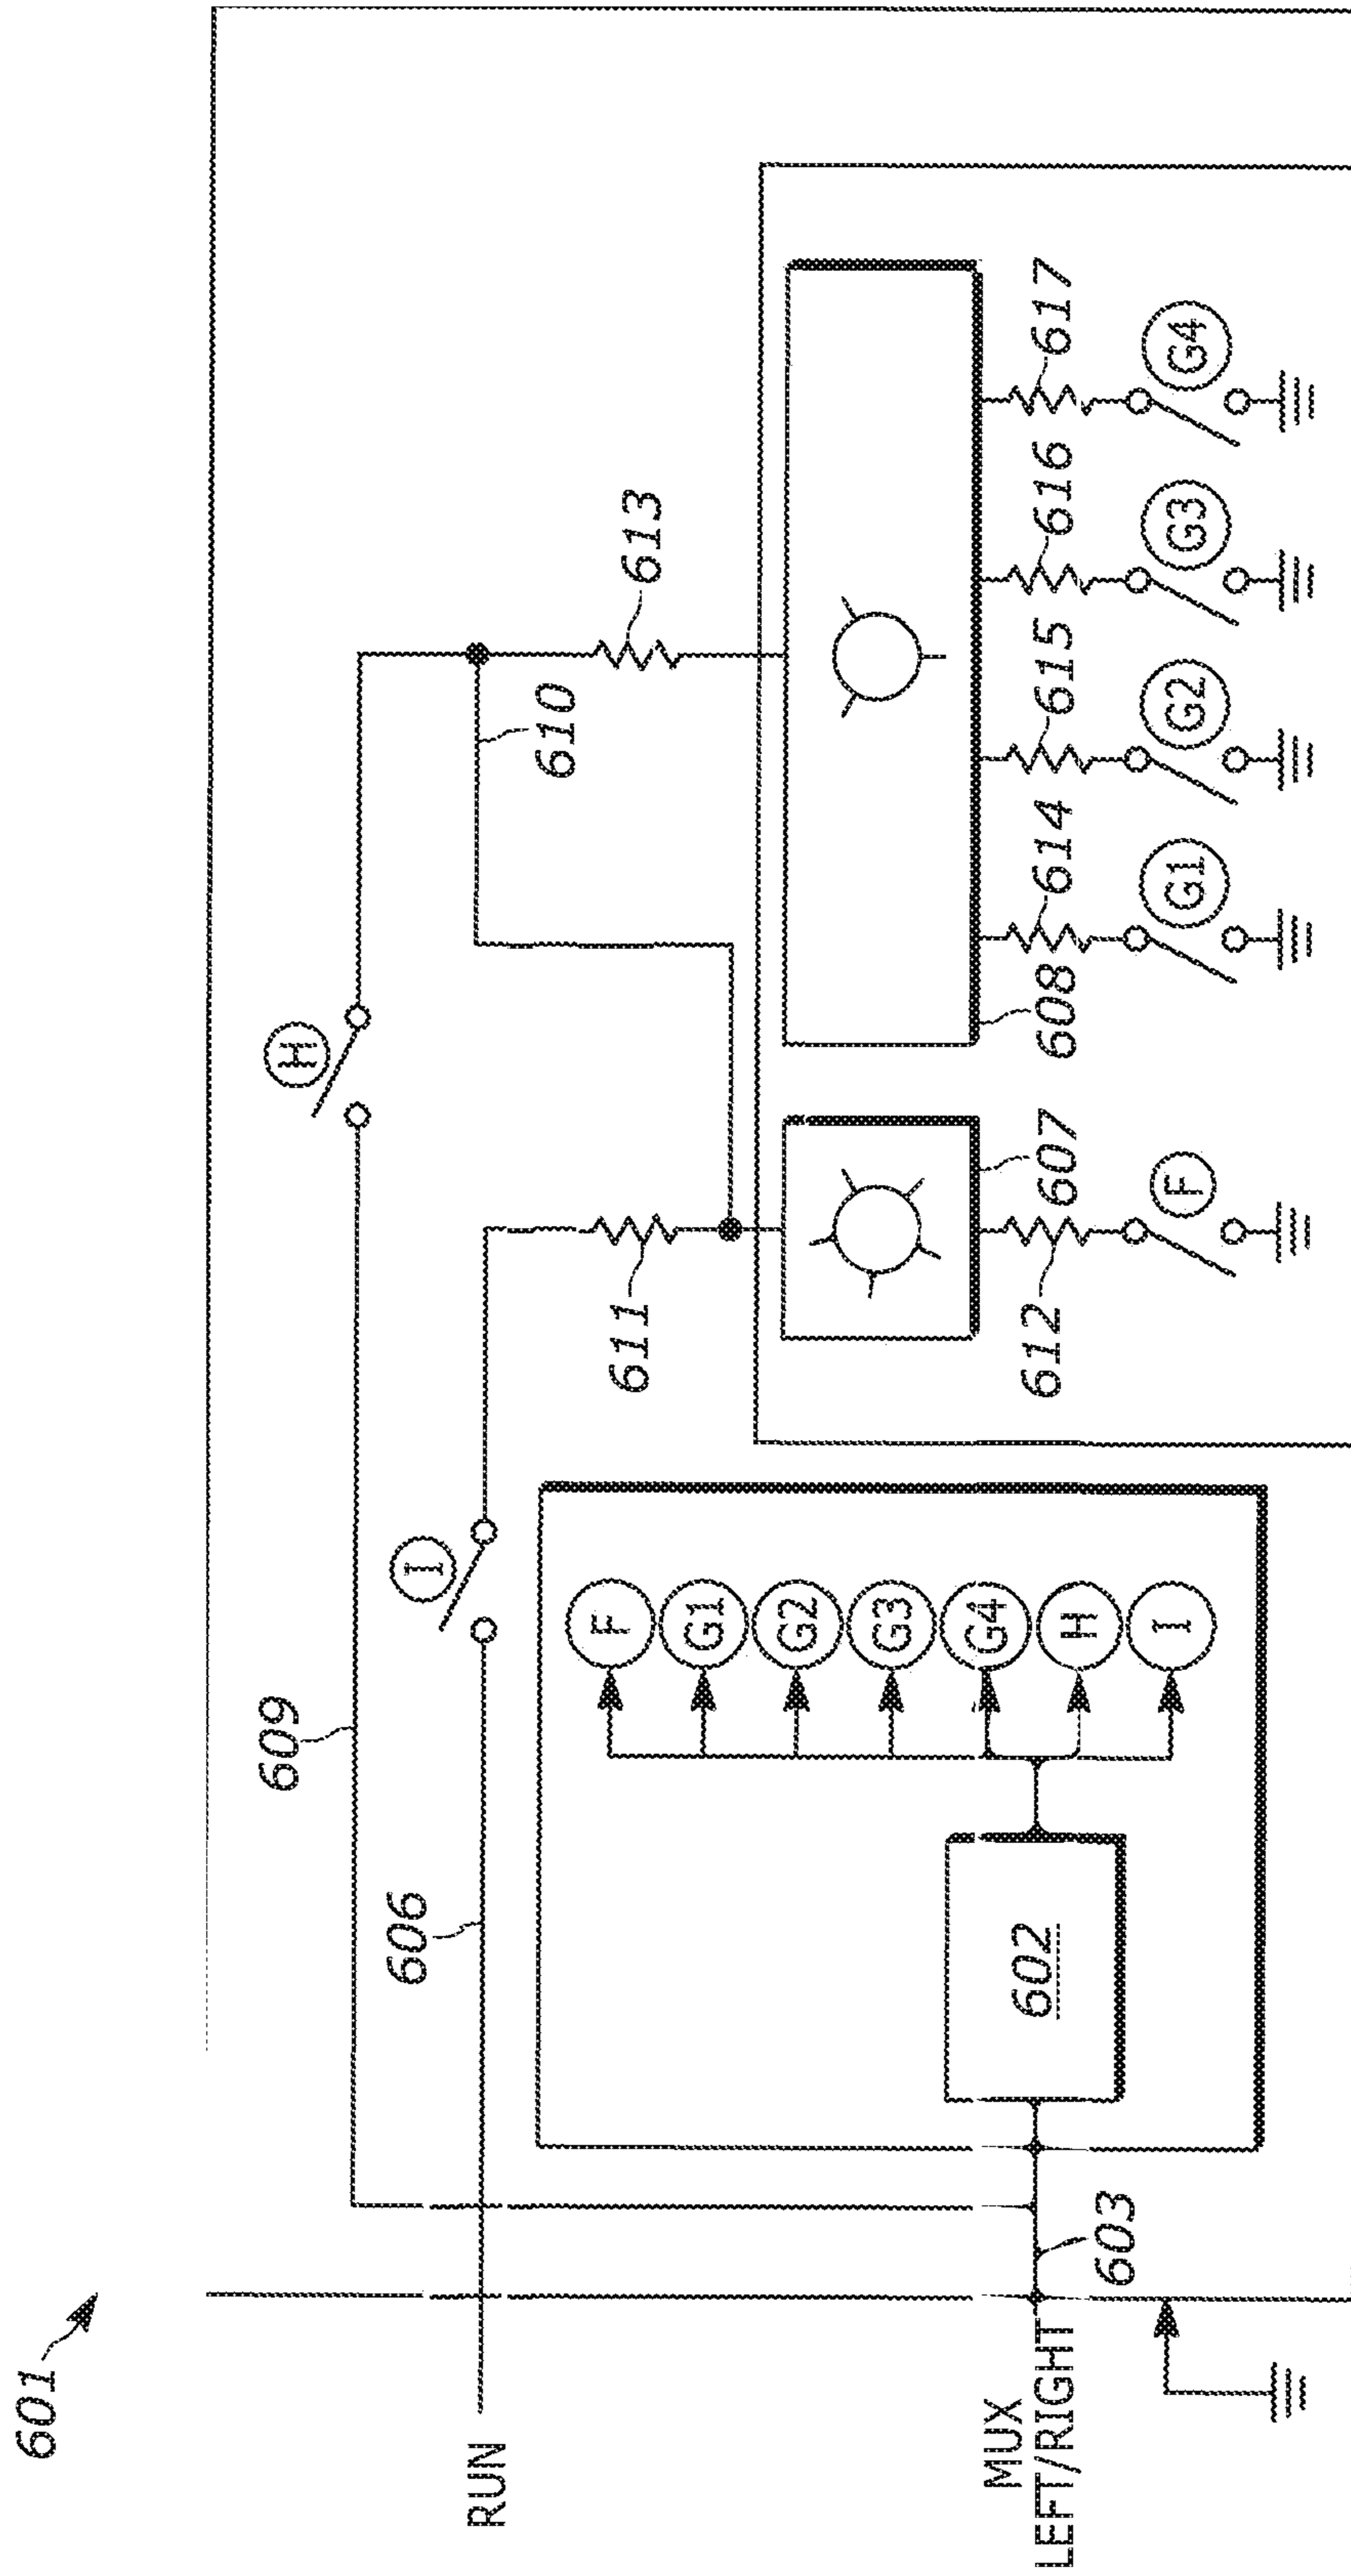 601
RUN
MUX
LEFT/RIGHT
603
609
606
602
F
G1
G2
G3
G4
H
I
I
H
611
610
613
607
608
612
F
614
G1
615
G2
616
G3
617
G4